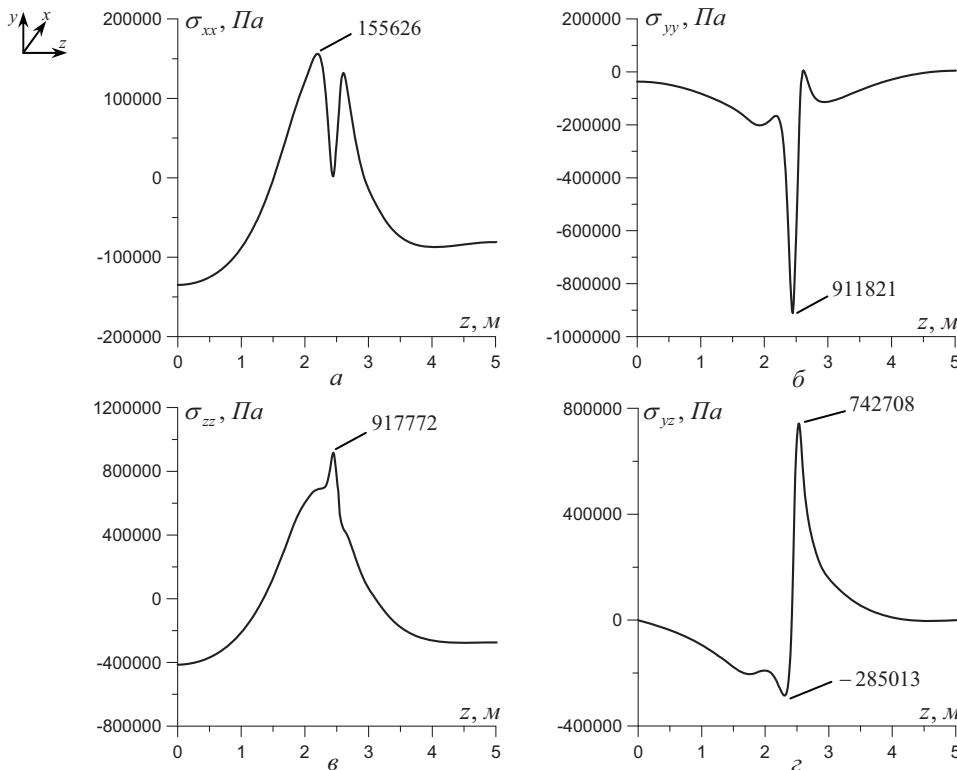 y x z
σxx, Па
155626
200000
100000
0
-100000
-200000
z, м
0 1 2 3 4 5
а
σyy, Па
911821
200000
0
-200000
-400000
-600000
-800000
-1000000
z, м
0 1 2 3 4 5
б
σzz, Па
917772
1200000
800000
400000
0
-400000
-800000
z, м
0 1 2 3 4 5
в
σyz, Па
742708
800000
400000
0
-400000
−285013
z, м
0 1 2 3 4 5
г